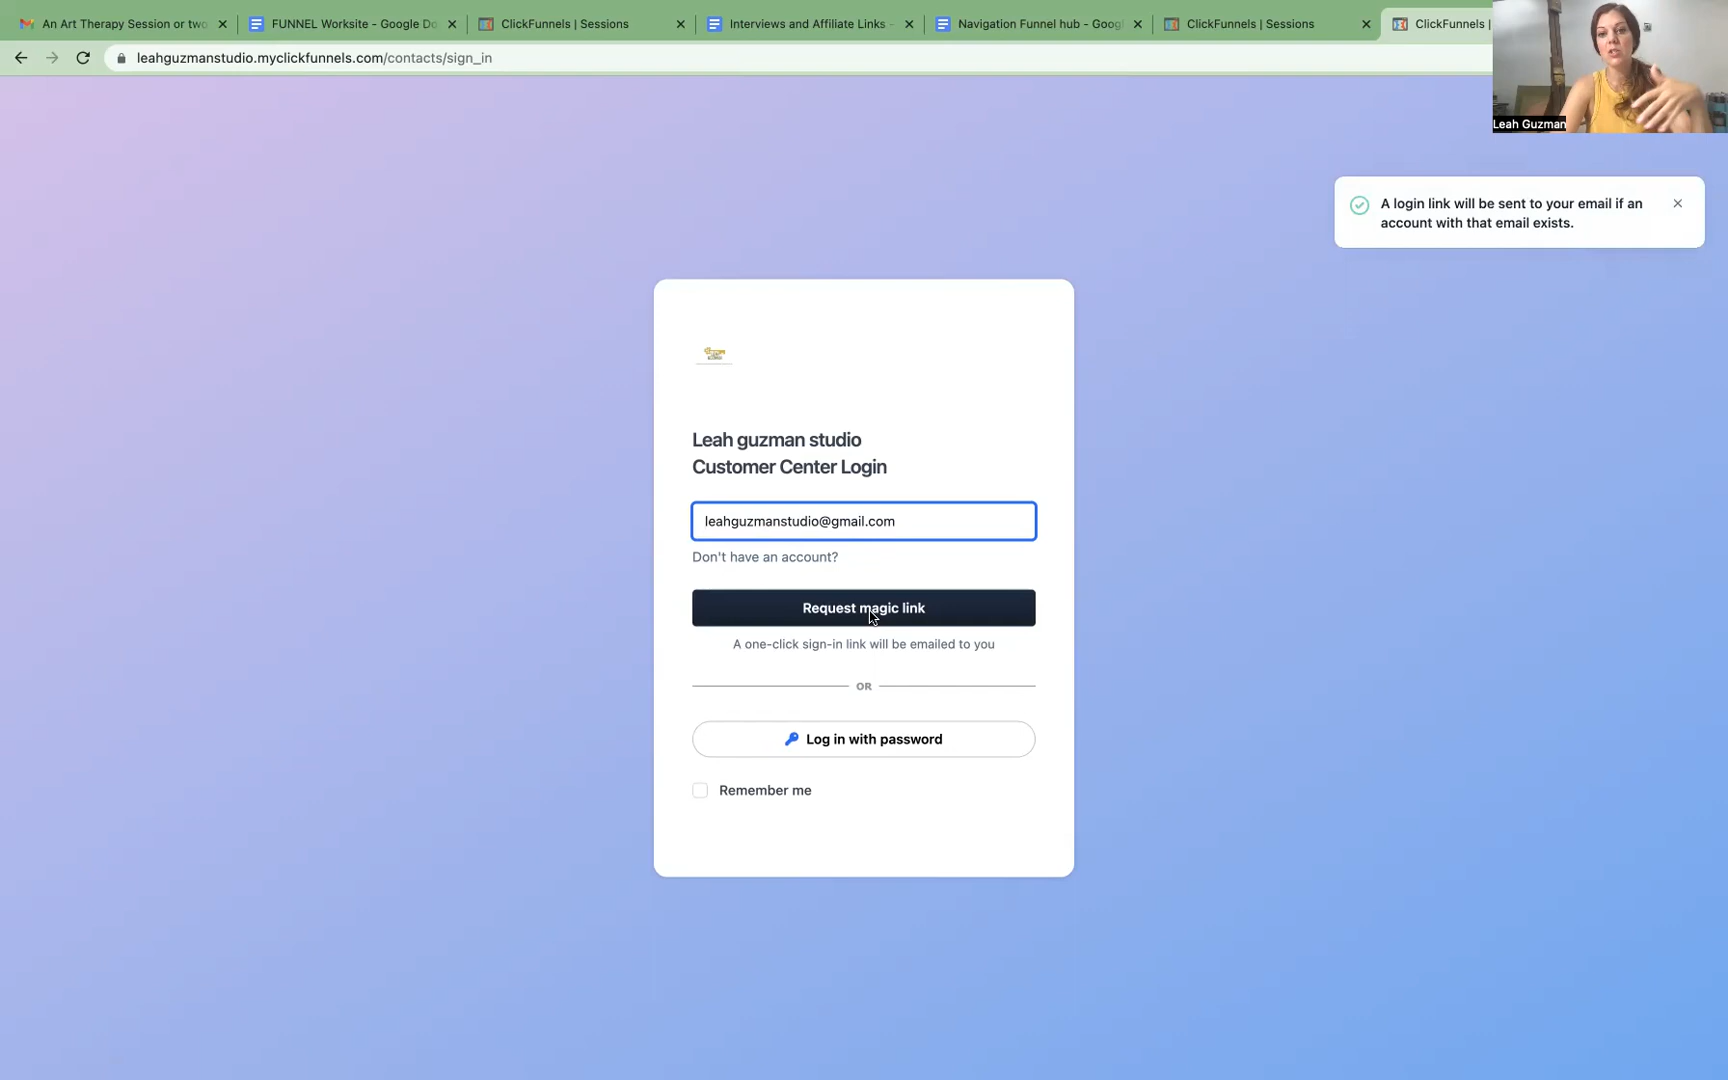 An Art Therapy Session or two
FUNNEL Worksite - Google Do
ClickFunnels | Sessions
Interviews and Affiliate Links -
Navigation Funnel hub - Googl
ClickFunnels | Sessions
ClickFunnels |
leahguzmanstudio.myclickfunnels.com/contacts/sign_in
Leah Guzman
A login link will be sent to your email if an
account with that email exists.
Leah guzman studio
Customer Center Login
leahguzmanstudio@gmail.com
Don't have an account?
Request magic link
A one-click sign-in link will be emailed to you
OR
Log in with password
Remember me